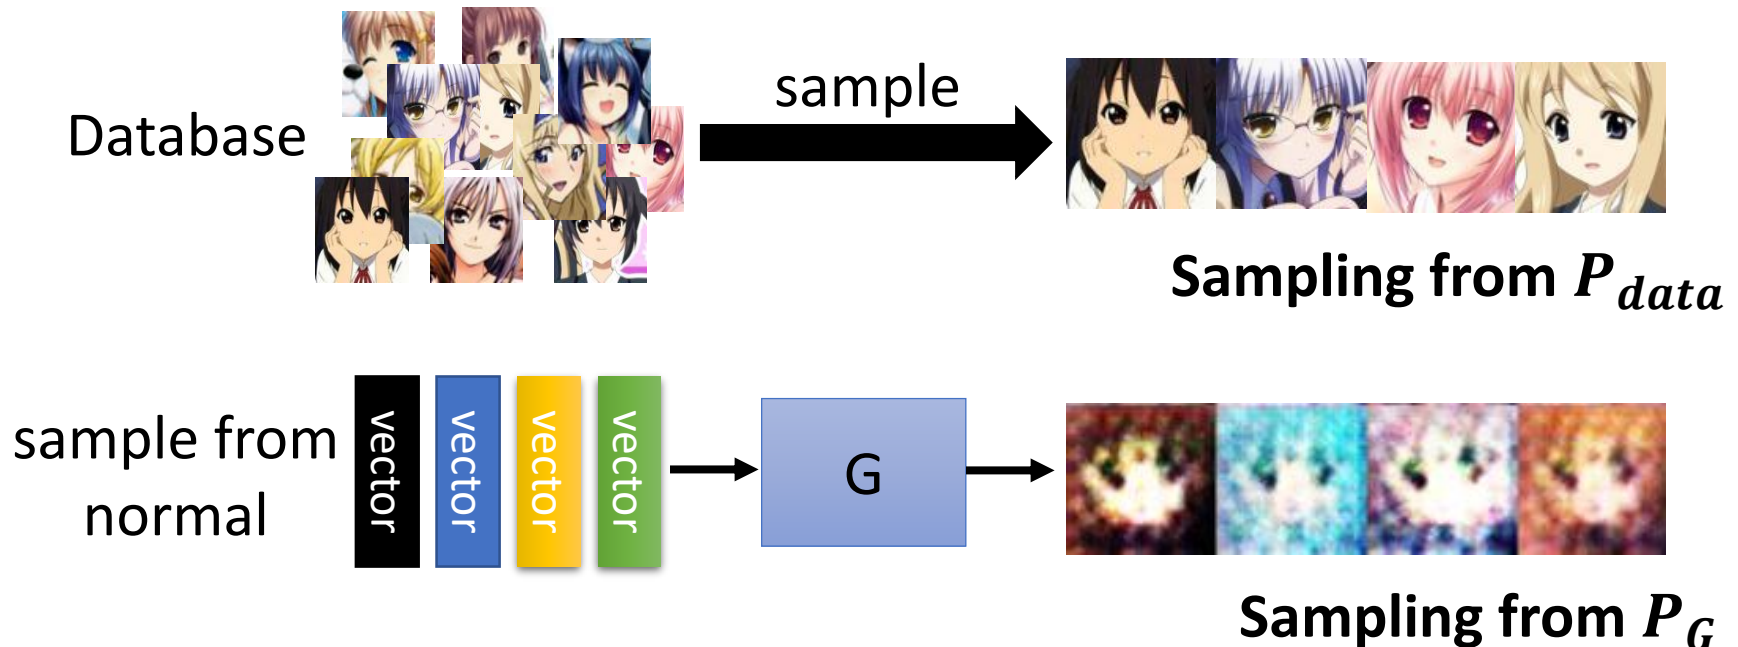 Database
sample
Sampling from P_data
sample from
normal
vector
vector
vector
vector
G
Sampling from P_G